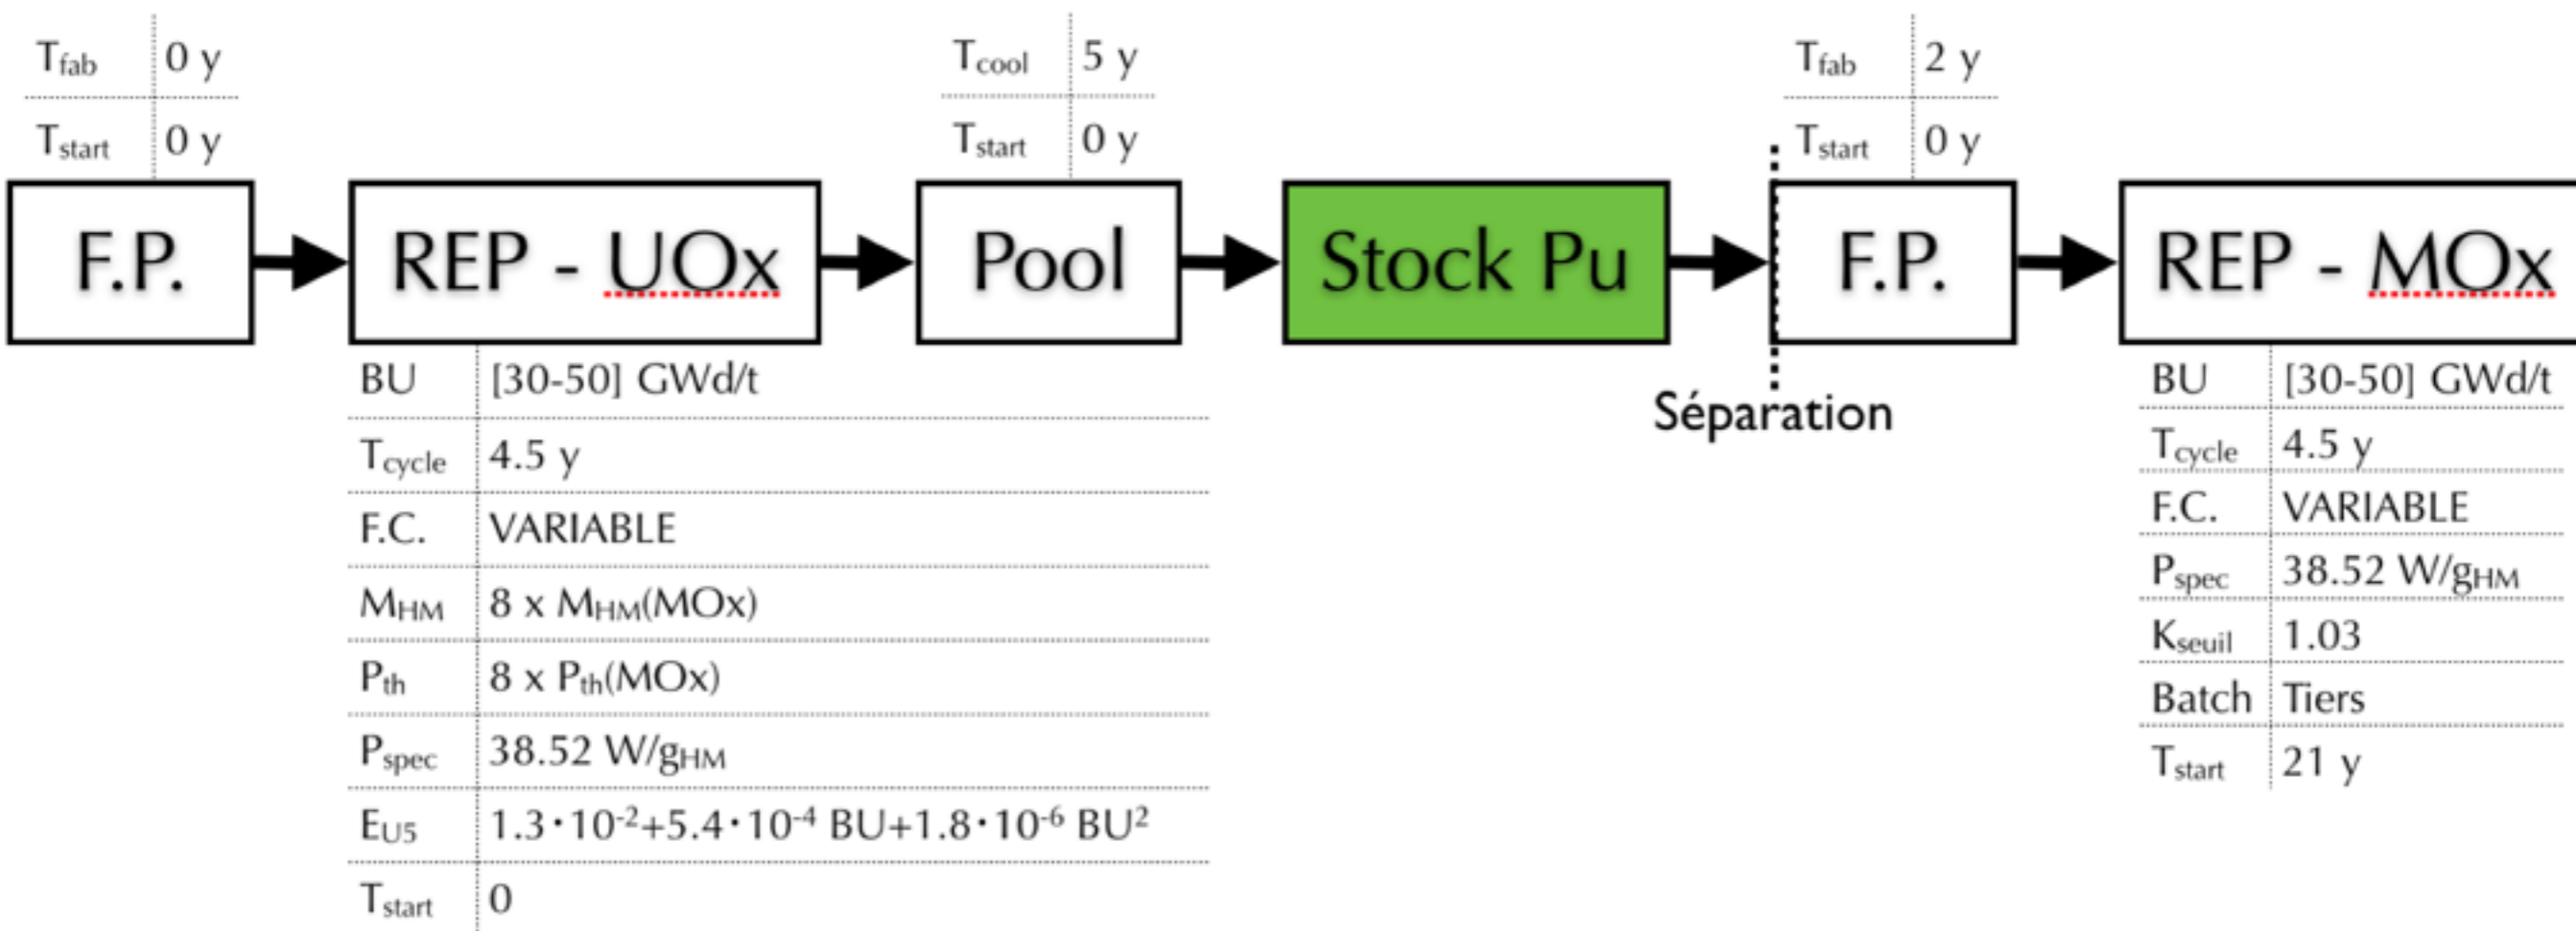 Tfab 0 y
Tstart 0 y
Tcool 5 y
Tstart 0 y
Tfab 2 y
Tstart 0 y
F.P.
REP - UOx
Pool
Stock Pu
F.P.
REP - MOx
Séparation
BU [30-50] GWd/t
Tcycle 4.5 y
F.C. VARIABLE
MHM 8 x MHM(MOx)
Pth 8 x Pth(MOx)
Pspec 38.52 W/gHM
EU5 1.3·10⁻²+5.4·10⁻⁴ BU+1.8·10⁻⁶ BU²
Tstart 0
BU [30-50] GWd/t
Tcycle 4.5 y
F.C. VARIABLE
Pspec 38.52 W/gHM
Kseuil 1.03
Batch Tiers
Tstart 21 y